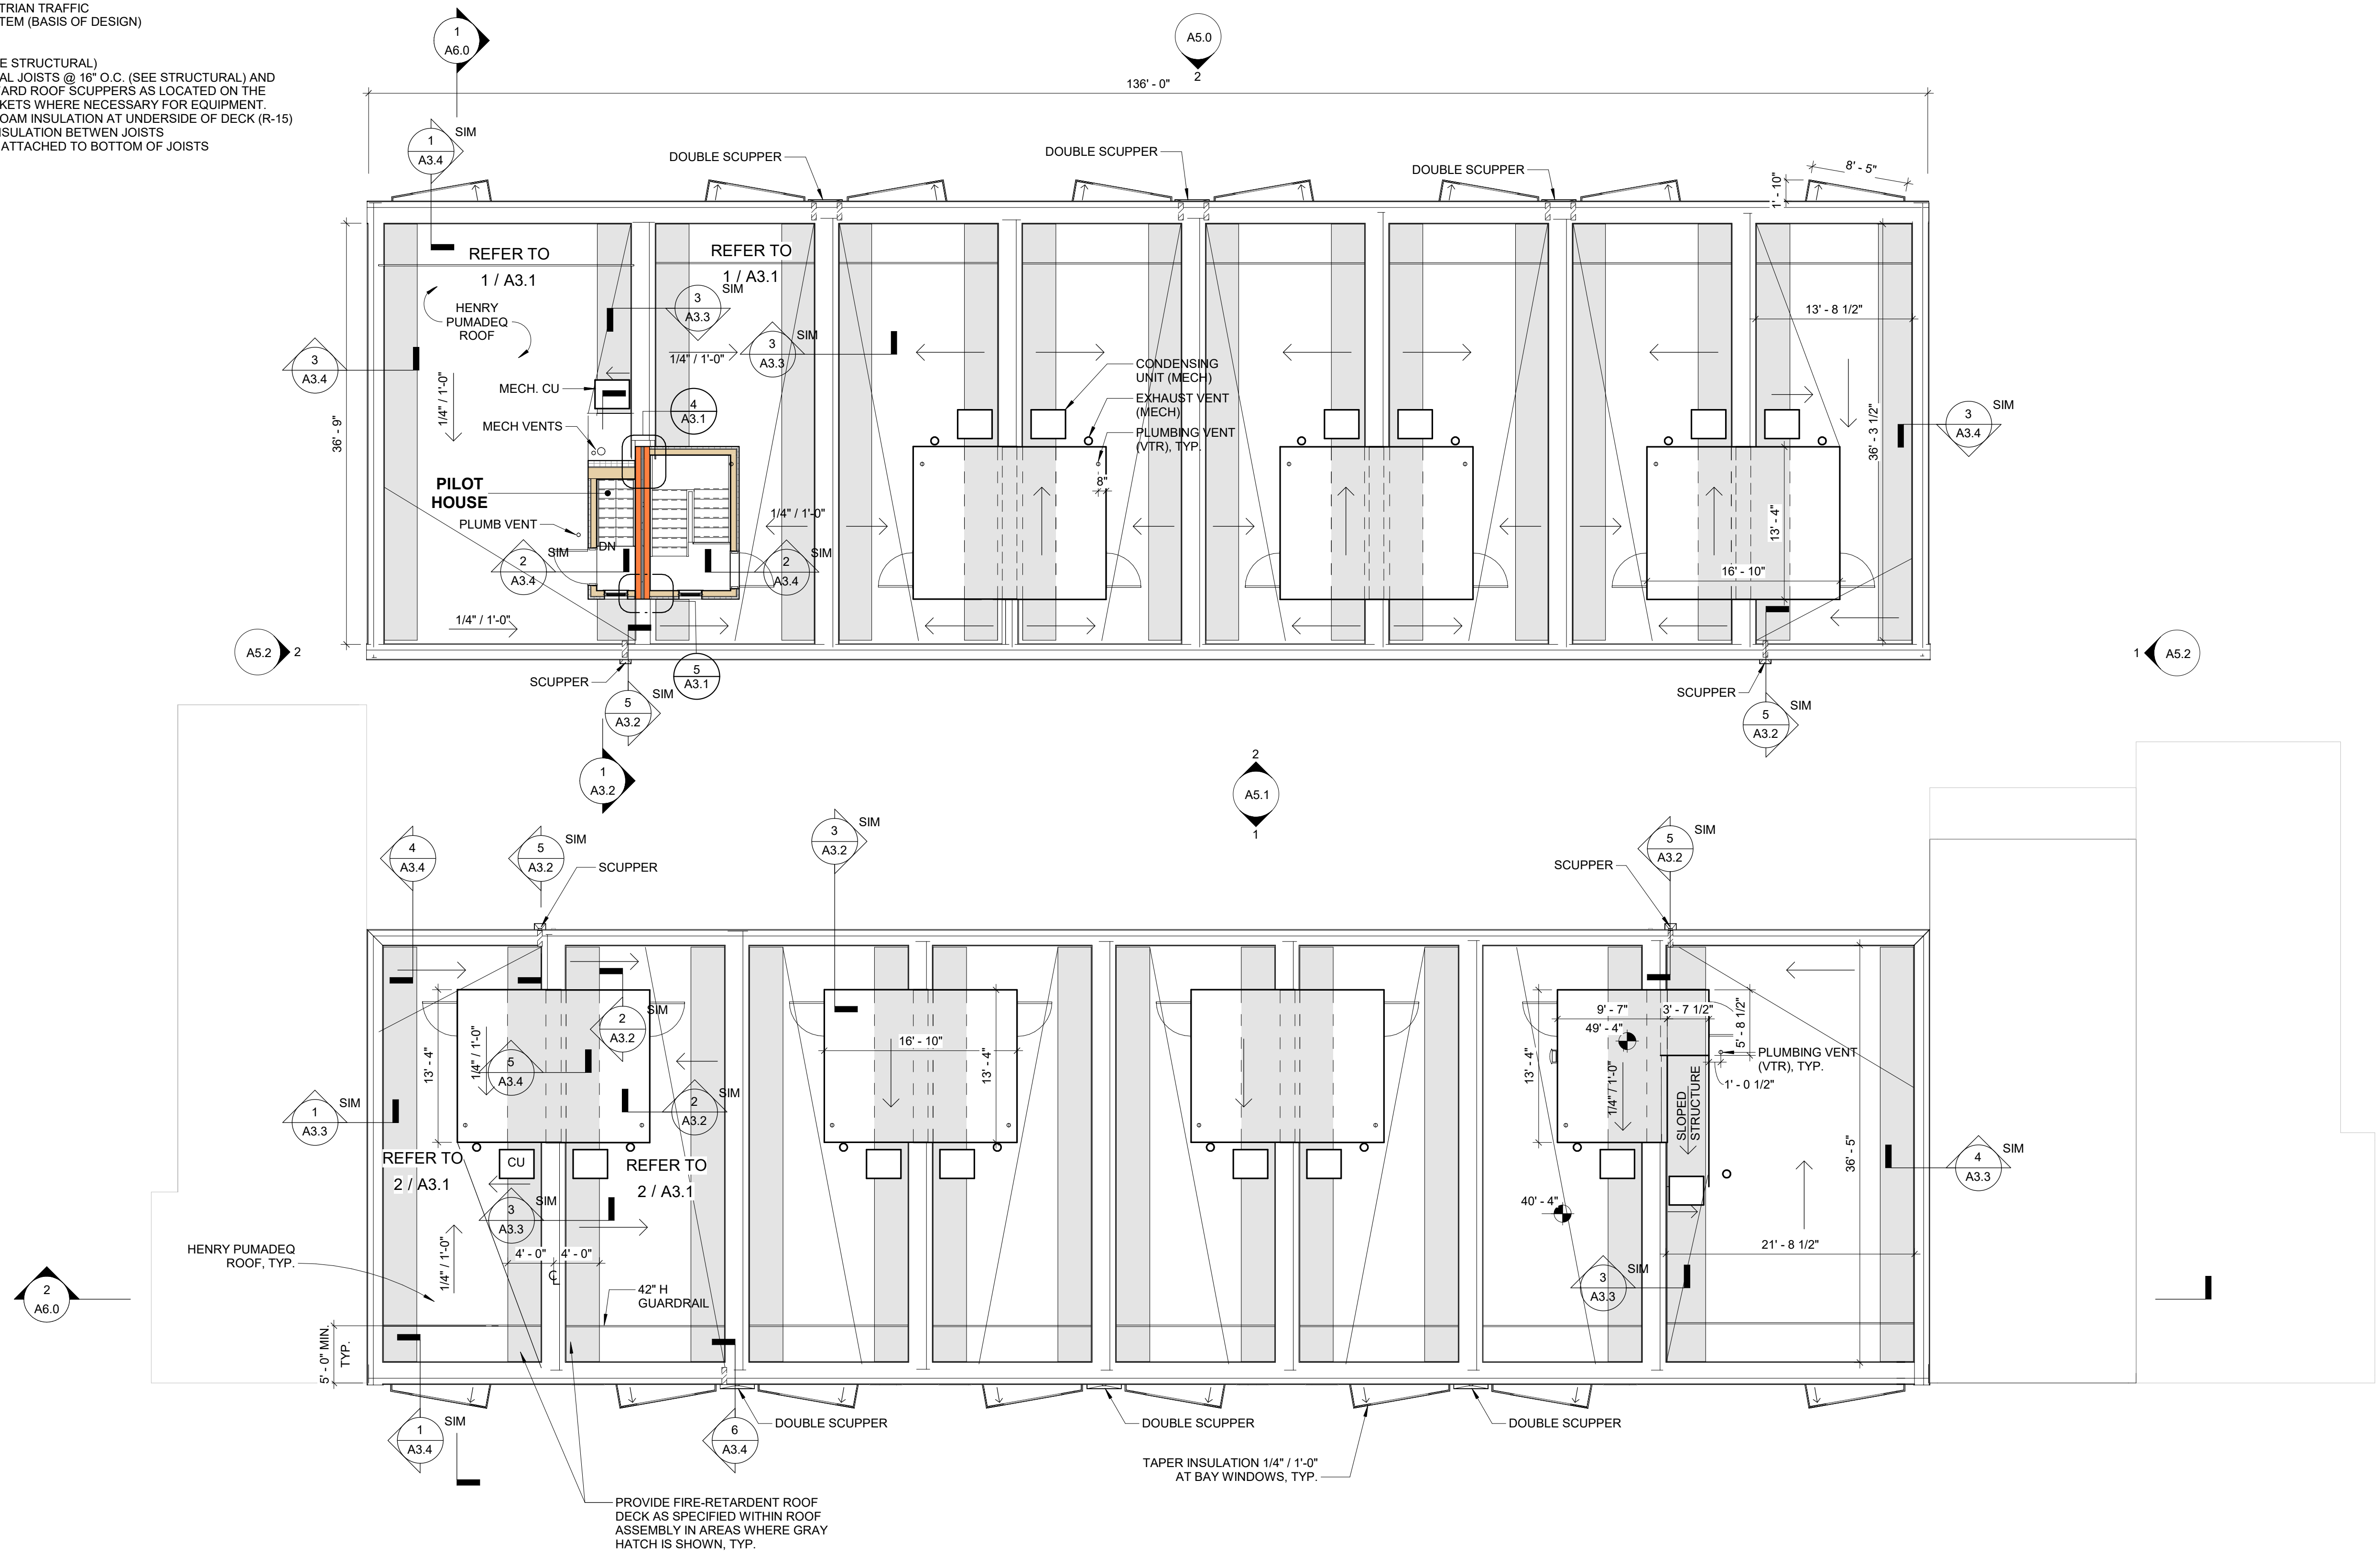 TRIAN TRAFFIC
TEM (BASIS OF DESIGN)
E STRUCTURAL)
AL JOISTS @ 16" O.C. (SEE STRUCTURAL) AND
ARD ROOF SCUPPERS AS LOCATED ON THE
KETS WHERE NECESSARY FOR EQUIPMENT.
OAM INSULATION AT UNDERSIDE OF DECK (R-15)
NSULATION BETWEN JOISTS
ATTACHED TO BOTTOM OF JOISTS
1
A6.0
A5.0
2
136' - 0"
1
A3.4
SIM
DOUBLE SCUPPER
DOUBLE SCUPPER
DOUBLE SCUPPER
1' - 10"
8' - 5"
REFER TO
1 / A3.1
REFER TO
1 / A3.1
HENRY
PUMADEQ
ROOF
3
A3.3
SIM
3
A3.3
SIM
1/4" / 1'-0"
13' - 8 1/2"
3
A3.4
36' - 9"
1/4" / 1'-0"
MECH. CU
4
A3.1
CONDENSING
UNIT (MECH)
EXHAUST VENT
(MECH)
PLUMBING VENT
(VTR), TYP.
8"
36' - 3 1/2"
3
A3.4
SIM
MECH VENTS
PILOT
HOUSE
PLUMB VENT
DN
2
A3.4
SIM
2
A3.4
SIM
1/4" / 1'-0"
13' - 4"
16' - 10"
1/4" / 1'-0"
A5.2
2
1
A5.2
SCUPPER
5
A3.1
5
A3.2
SIM
SCUPPER
5
A3.2
SIM
1
A3.2
2
A5.1
1
4
A3.4
5
A3.2
SIM
SCUPPER
3
A3.2
SIM
SCUPPER
5
A3.2
SIM
13' - 4"
1/4" / 1'-0"
5
A3.4
2
A3.2
SIM
2
A3.2
SIM
16' - 10"
13' - 4"
13' - 4"
9' - 7"
3' - 7 1/2"
49' - 4"
5' - 8 1/2"
1/4" / 1'-0"
SLOPED
STRUCTURE
PLUMBING VENT
(VTR), TYP.
1' - 0 1/2"
1
A3.3
SIM
REFER TO
2 / A3.1
CU
REFER TO
2 / A3.1
3
A3.3
SIM
36' - 5"
4
A3.3
SIM
40' - 4"
HENRY PUMADEQ
ROOF, TYP.
1/4" / 1'-0"
4' - 0"
4' - 0"
CL
42" H
GUARDRAIL
3
A3.3
SIM
21' - 8 1/2"
2
A6.0
5' - 0" MIN.
TYP.
1
A3.4
SIM
6
A3.4
DOUBLE SCUPPER
DOUBLE SCUPPER
DOUBLE SCUPPER
TAPER INSULATION 1/4" / 1'-0"
AT BAY WINDOWS, TYP.
PROVIDE FIRE-RETARDENT ROOF
DECK AS SPECIFIED WITHIN ROOF
ASSEMBLY IN AREAS WHERE GRAY
HATCH IS SHOWN, TYP.